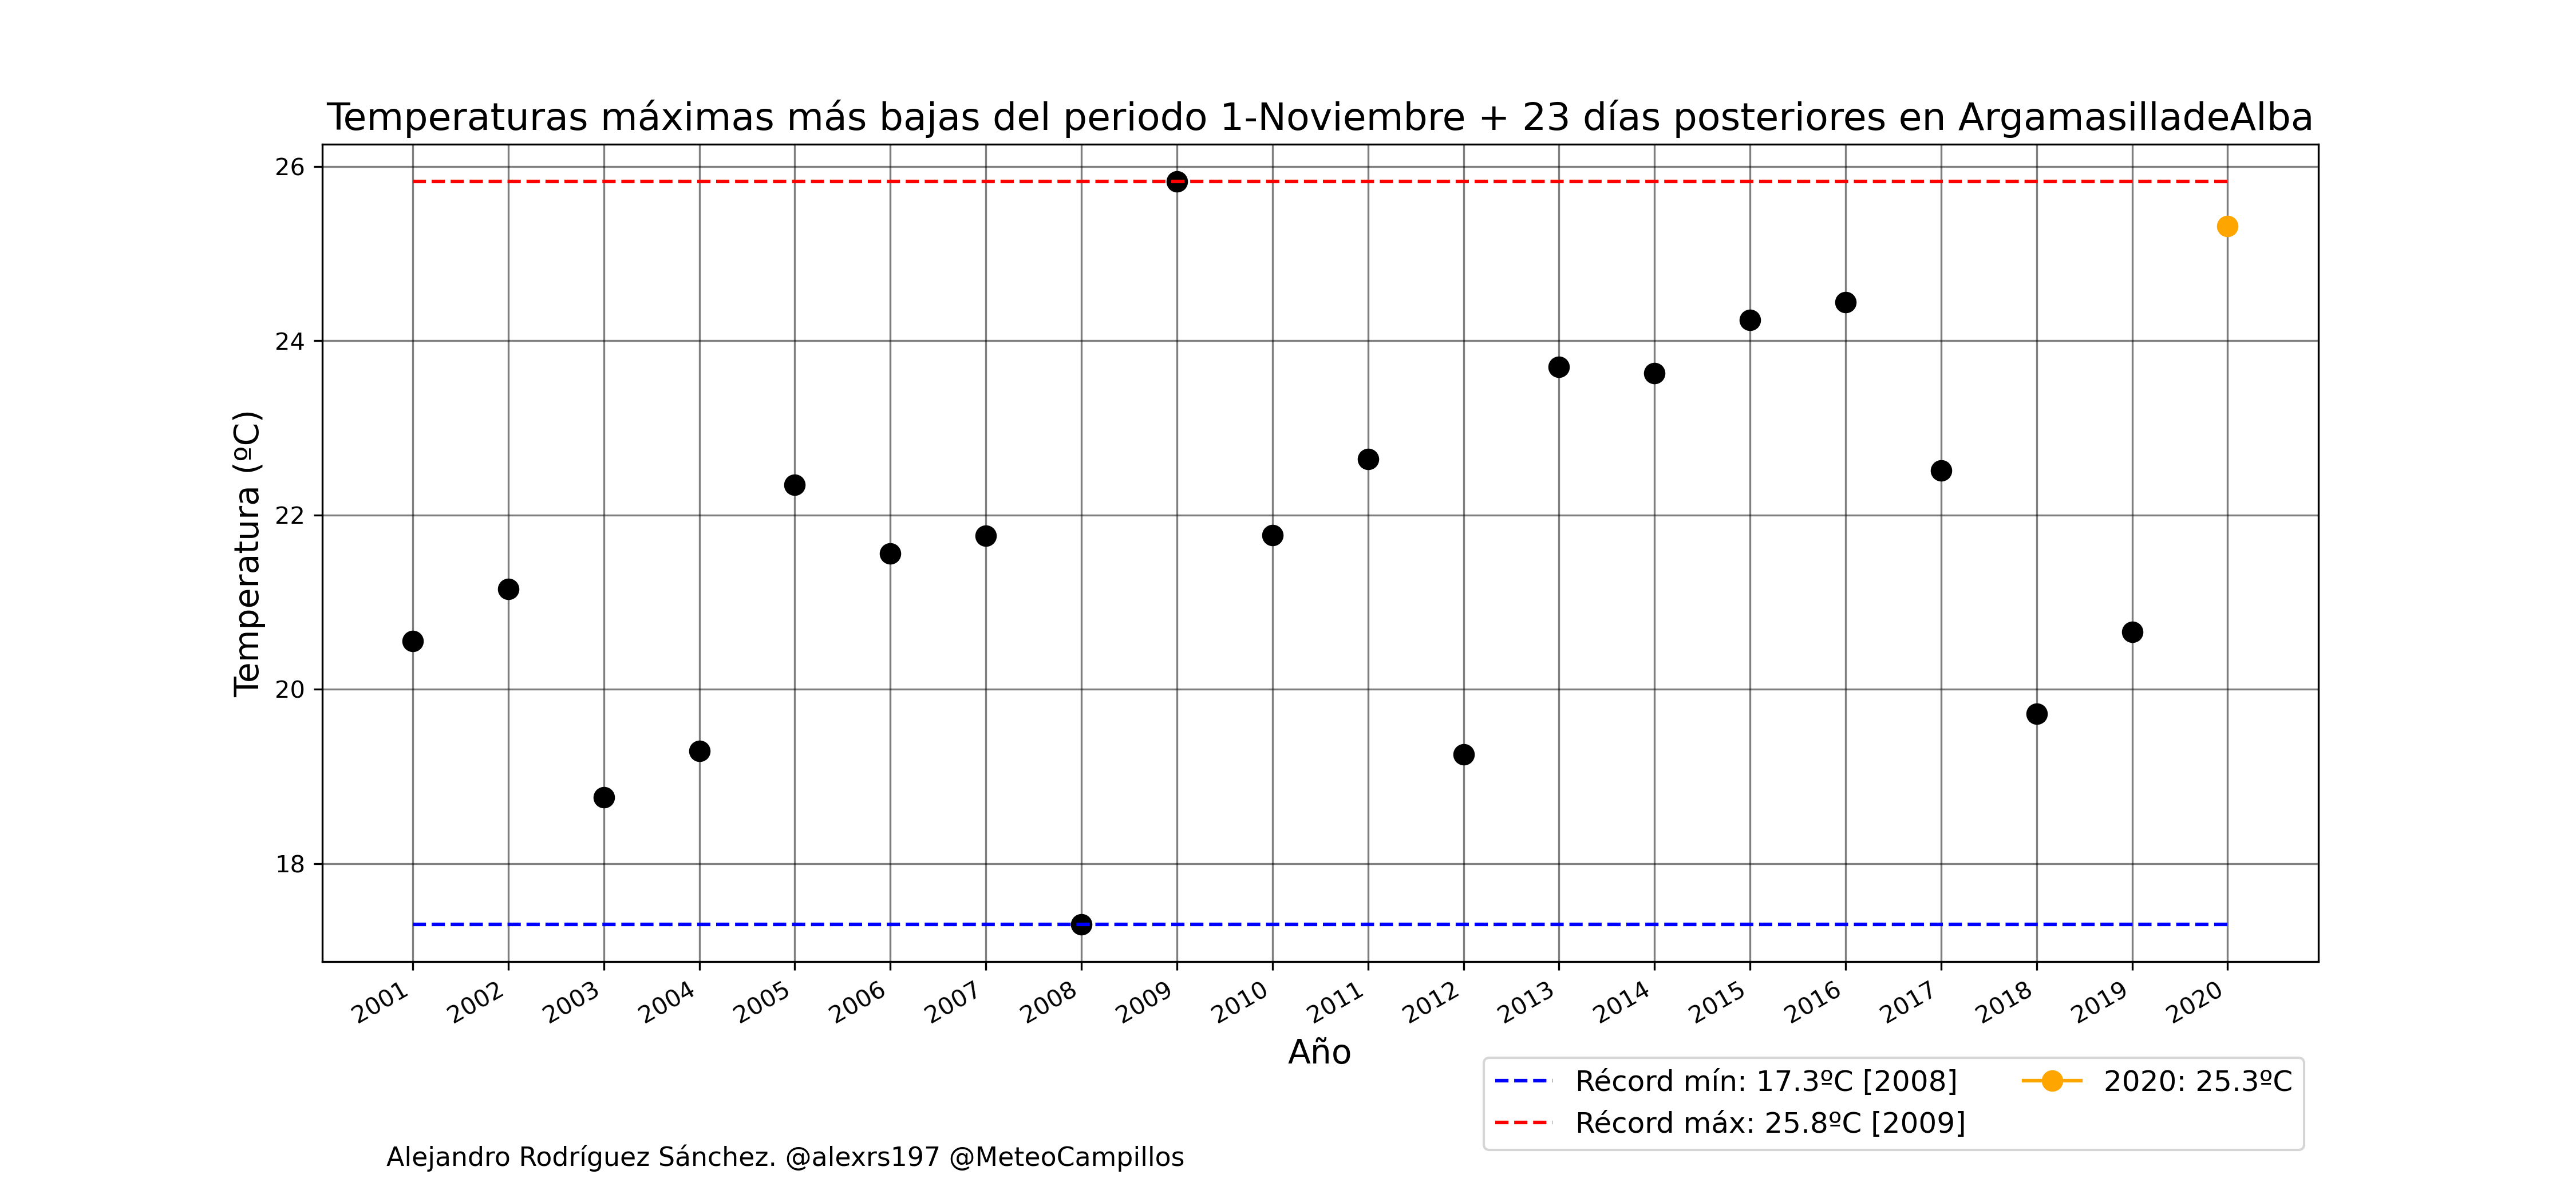 Temperaturas máximas más bajas del periodo 1-Noviembre + 23 días posteriores en ArgamasilladeAlba
Temperatura (ºC)
26
24
22
20
18
2001 2002 2003 2004 2005 2006 2007 2008 2009 2010 2011 2012 2013 2014 2015 2016 2017 2018 2019 2020
Año
Récord mín: 17.3ºC [2008]
Récord máx: 25.8ºC [2009]
2020: 25.3ºC
Alejandro Rodríguez Sánchez. @alexrs197 @MeteoCampillos